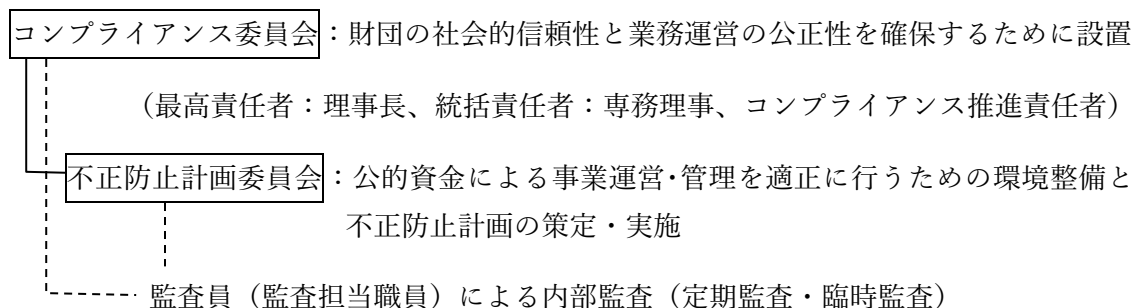 コンプライアンス委員会：財団の社会的信頼性と業務運営の公正性を確保するために設置
（最高責任者：理事長、統括責任者：専務理事、コンプライアンス推進責任者）
不正防止計画委員会：公的資金による事業運営・管理を適正に行うための環境整備と
不正防止計画の策定・実施
監査員（監査担当職員）による内部監査（定期監査・臨時監査）